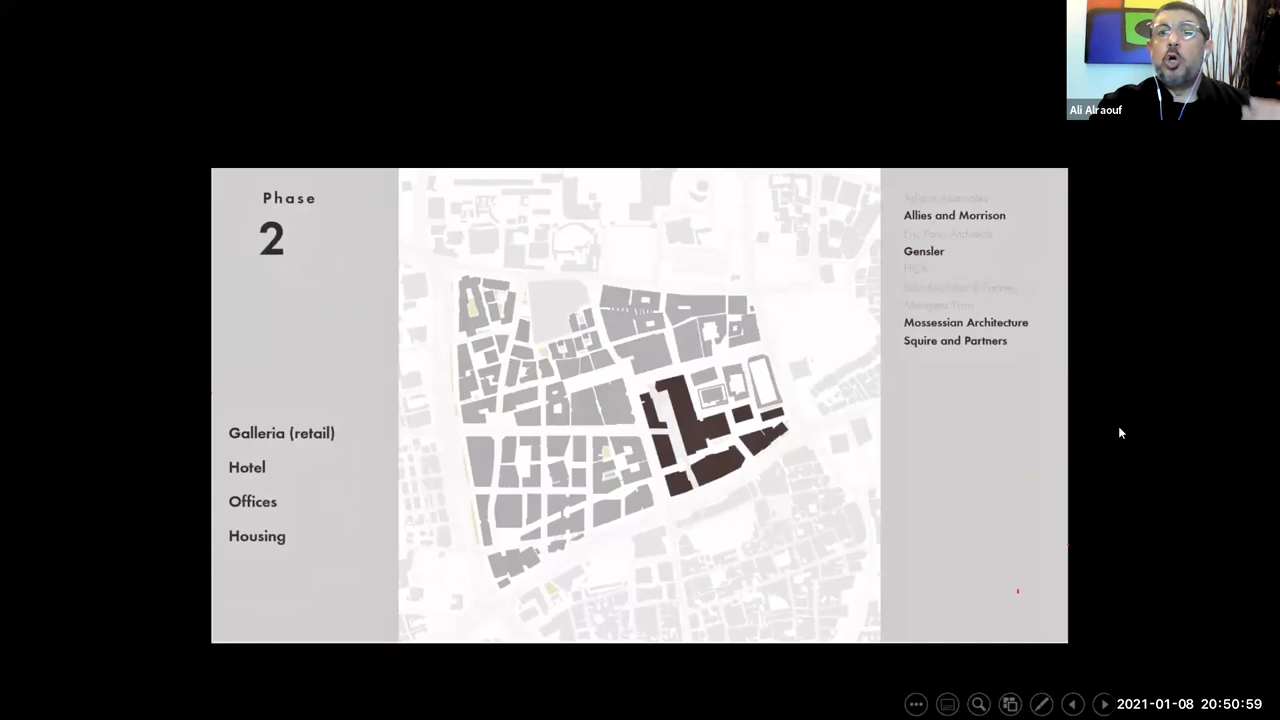 Ali Alraouf
Phase
2
Galleria (retail)
Hotel
Offices
Housing
Allies and Morrison
Gensler
HOK
Mossessian Architecture
Squire and Partners
2021-01-08 20:50:59